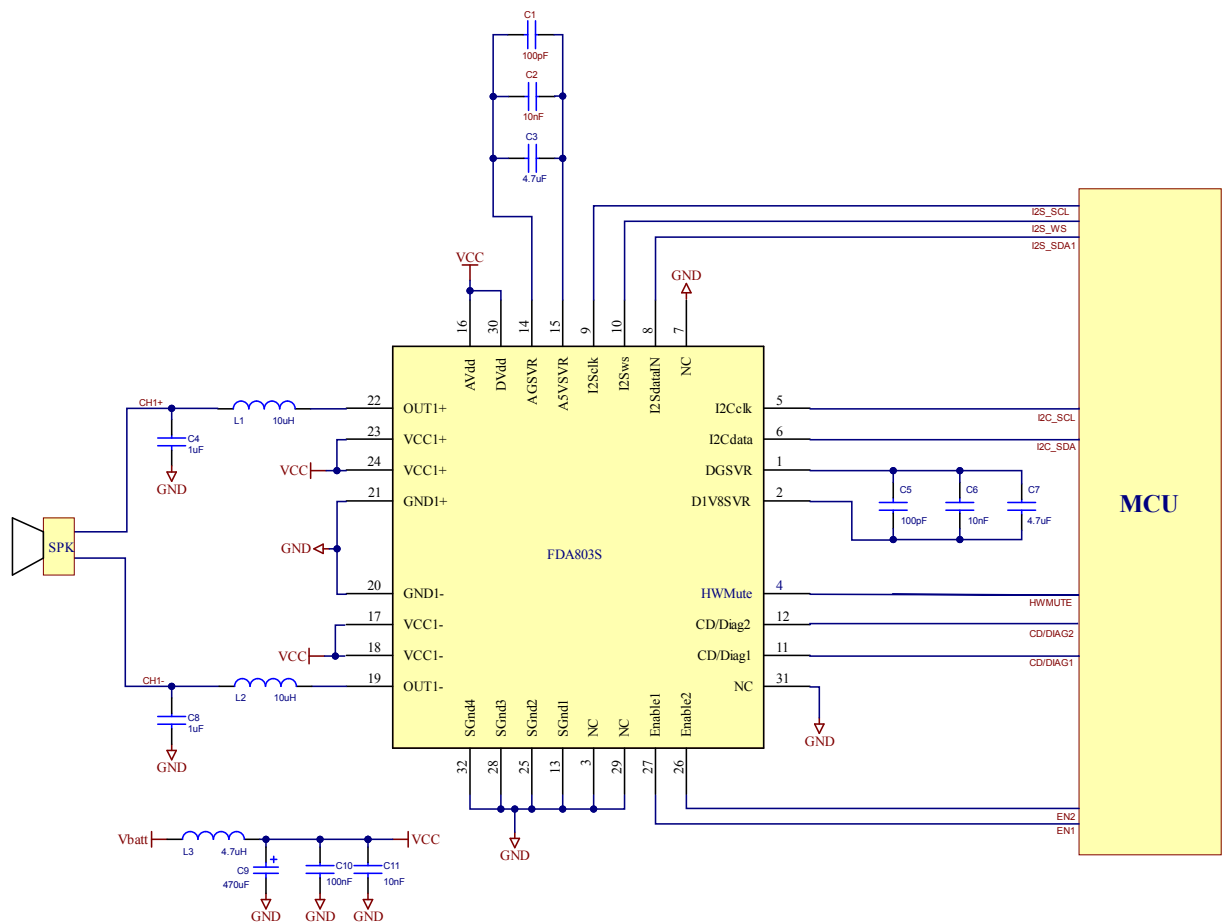 C1
100pF
C2
10nF
C3
4.7uF
I2S_SCL
I2S_WS
I2S_SDA1
VCC
GND
16
30
14
15
9
10
8
7
AVdd
DVdd
AGSVR
A5VSVR
I2Sclk
I2Sws
I2SdataIN
NC
CH1+
L1
10uH
22
OUT1+
I2Cclk
5
I2C_SCL
C4
1uF
GND
23
VCC1+
I2Cdata
6
I2C_SDA
VCC
24
VCC1+
DGSVR
1
21
GND1+
D1V8SVR
2
C5
100pF
C6
10nF
C7
4.7uF
MCU
SPK
GND
FDA803S
20
GND1-
HWMute
4
HWMUTE
17
VCC1-
CD/Diag2
12
CD/DIAG2
VCC
18
VCC1-
CD/Diag1
11
CD/DIAG1
CH1-
L2
10uH
19
OUT1-
NC
31
GND
C8
1uF
GND
SGnd4
SGnd3
SGnd2
SGnd1
NC
NC
Enable1
Enable2
32
28
25
13
3
29
27
26
GND
EN2
EN1
Vbatt
L3
4.7uH
VCC
+
C9
470uF
C10
100nF
C11
10nF
GND
GND
GND